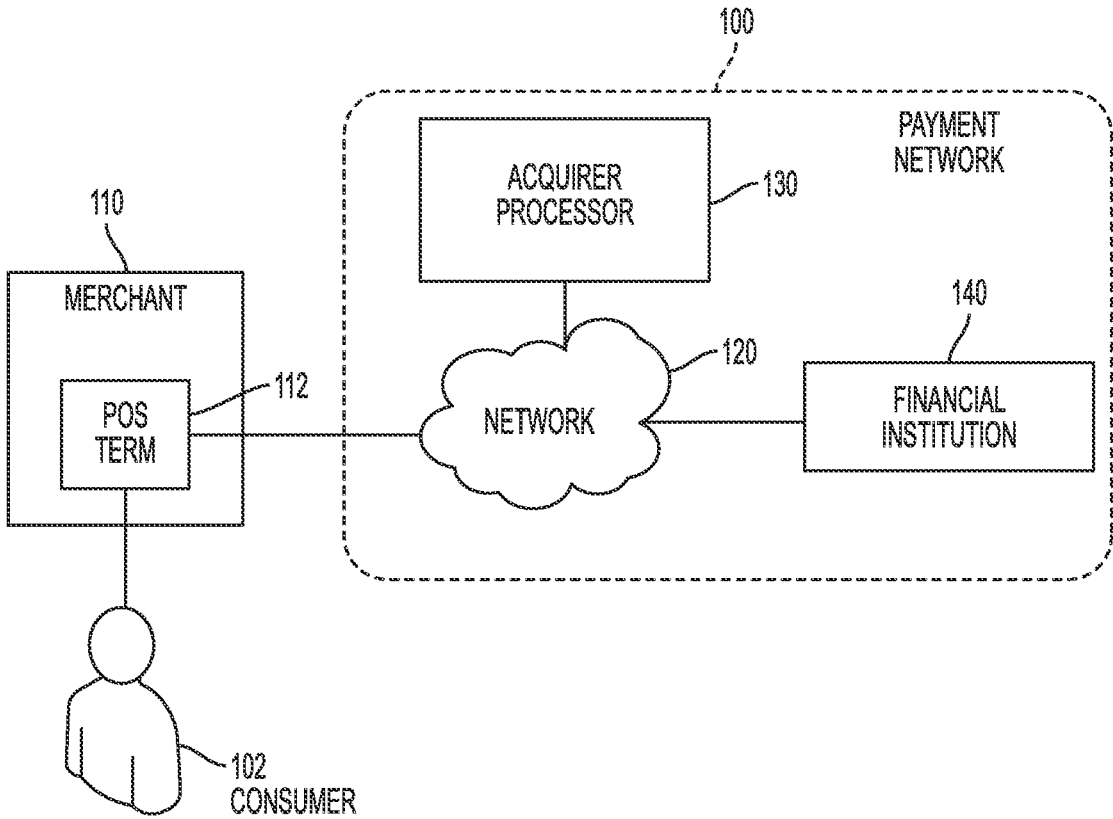 100
PAYMENT
NETWORK
ACQUIRER
PROCESSOR
130
110
MERCHANT
140
120
112
POS
TERM
NETWORK
FINANCIAL
INSTITUTION
102
CONSUMER